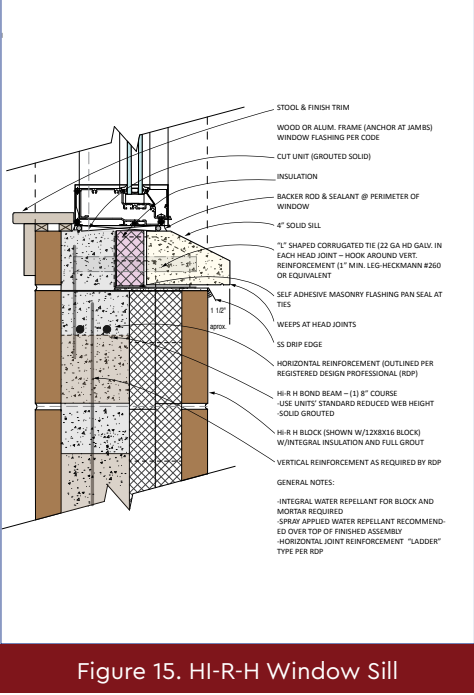 STOOL & FINISH TRIM
WOOD OR ALUM. FRAME (ANCHOR AT JAMBS)
WINDOW FLASHING PER CODE
CUT UNIT (GROUTED SOLID)
INSULATION
BACKER ROD & SEALANT @ PERIMETER OF
WINDOW
4" SOLID SILL
"L" SHAPED CORRUGATED TIE (22 GA HD GALV. IN
EACH HEAD JOINT – HOOK AROUND VERT.
REINFORCEMENT (1" MIN. LEG-HECKMANN #260
OR EQUIVALENT
SELF ADHESIVE MASONRY FLASHING PAN SEAL AT
TIES
1 1/2"
aprox.
WEEPS AT HEAD JOINTS
SS DRIP EDGE
HORIZONTAL REINFORCEMENT (OUTLINED PER
REGISTERED DESIGN PROFESSIONAL (RDP)
Hi-R H BOND BEAM – (1) 8" COURSE
-USE UNITS' STANDARD REDUCED WEB HEIGHT
-SOLID GROUTED
Hi-R H BLOCK (SHOWN W/12X8X16 BLOCK)
W/INTEGRAL INSULATION AND FULL GROUT
VERTICAL REINFORCEMENT AS REQUIRED BY RDP
GENERAL NOTES:
-INTEGRAL WATER REPELLANT FOR BLOCK AND
MORTAR REQUIRED
-SPRAY APPLIED WATER REPELLANT RECOMMEND-
ED OVER TOP OF FINISHED ASSEMBLY
-HORIZONTAL JOINT REINFORCEMENT "LADDER"
TYPE PER RDP
Figure 15. HI-R-H Window Sill